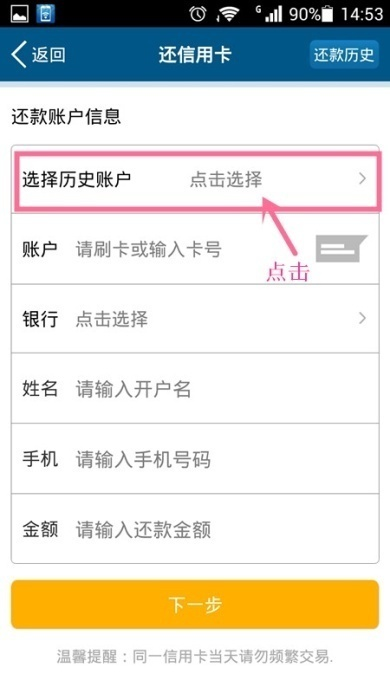 G 90% 14:53
返回 还信用卡 还款历史
还款账户信息
选择历史账户 点击选择
账户 请刷卡或输入卡号
点击
银行 点击选择
姓名 请输入开户名
手机 请输入手机号码
金额 请输入还款金额
下一步
温馨提醒：同一信用卡当天请勿频繁交易.